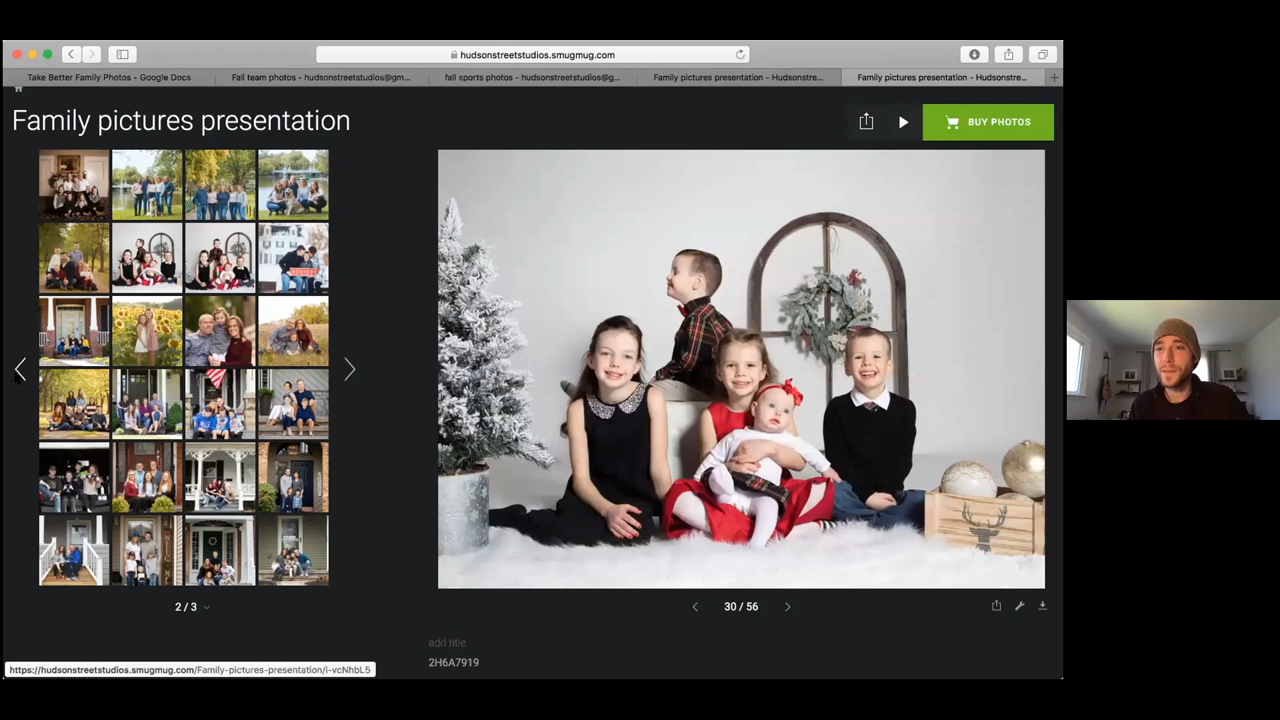 hudsonstreetstudios.smugmug.com
Take Better Family Photos - Google Docs
Fall team photos - hudsonstreetstudios@gm...
fall sports photos - hudsonstreetstudios@g...
Family pictures presentation - Hudsonstre...
Family pictures presentation - Hudsonstre...
Family pictures presentation
BUY PHOTOS
2 / 3
30 / 56
add title
2H6A7919
https://hudsonstreetstudios.smugmug.com/Family-pictures-presentation/i-vcNhbL5